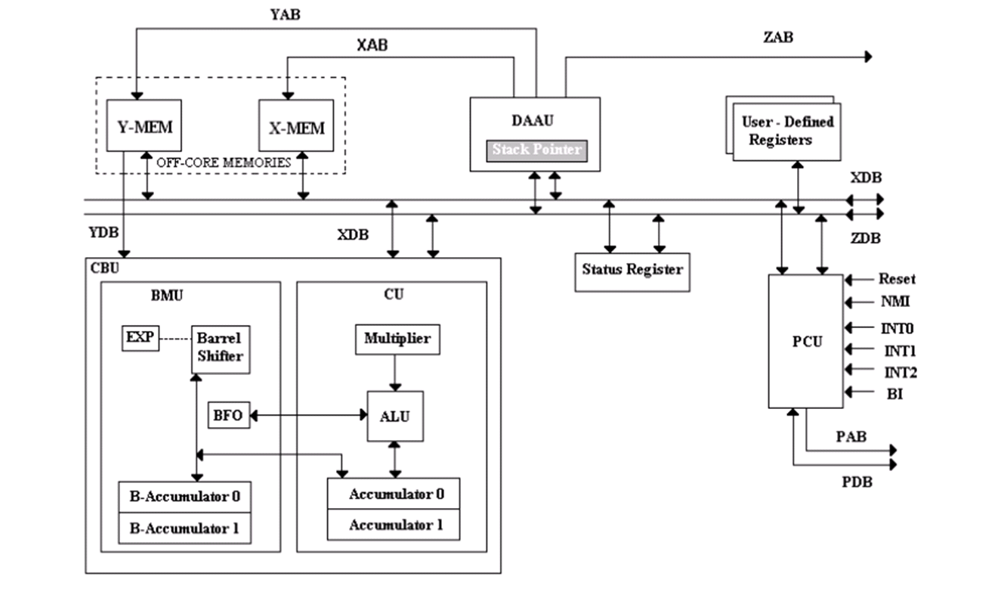 YAB
XAB
ZAB
Y-MEM
X-MEM
OFF-CORE MEMORIES
DAAU
Stack Pointer
User - Defined
Registers
XDB
ZDB
YDB
XDB
Status Register
CBU
BMU
EXP
Barrel
Shifter
BFO
B-Accumulator 0
B-Accumulator 1
CU
Multiplier
ALU
Accumulator 0
Accumulator 1
PCU
Reset
NMI
INT0
INT1
INT2
BI
PAB
PDB